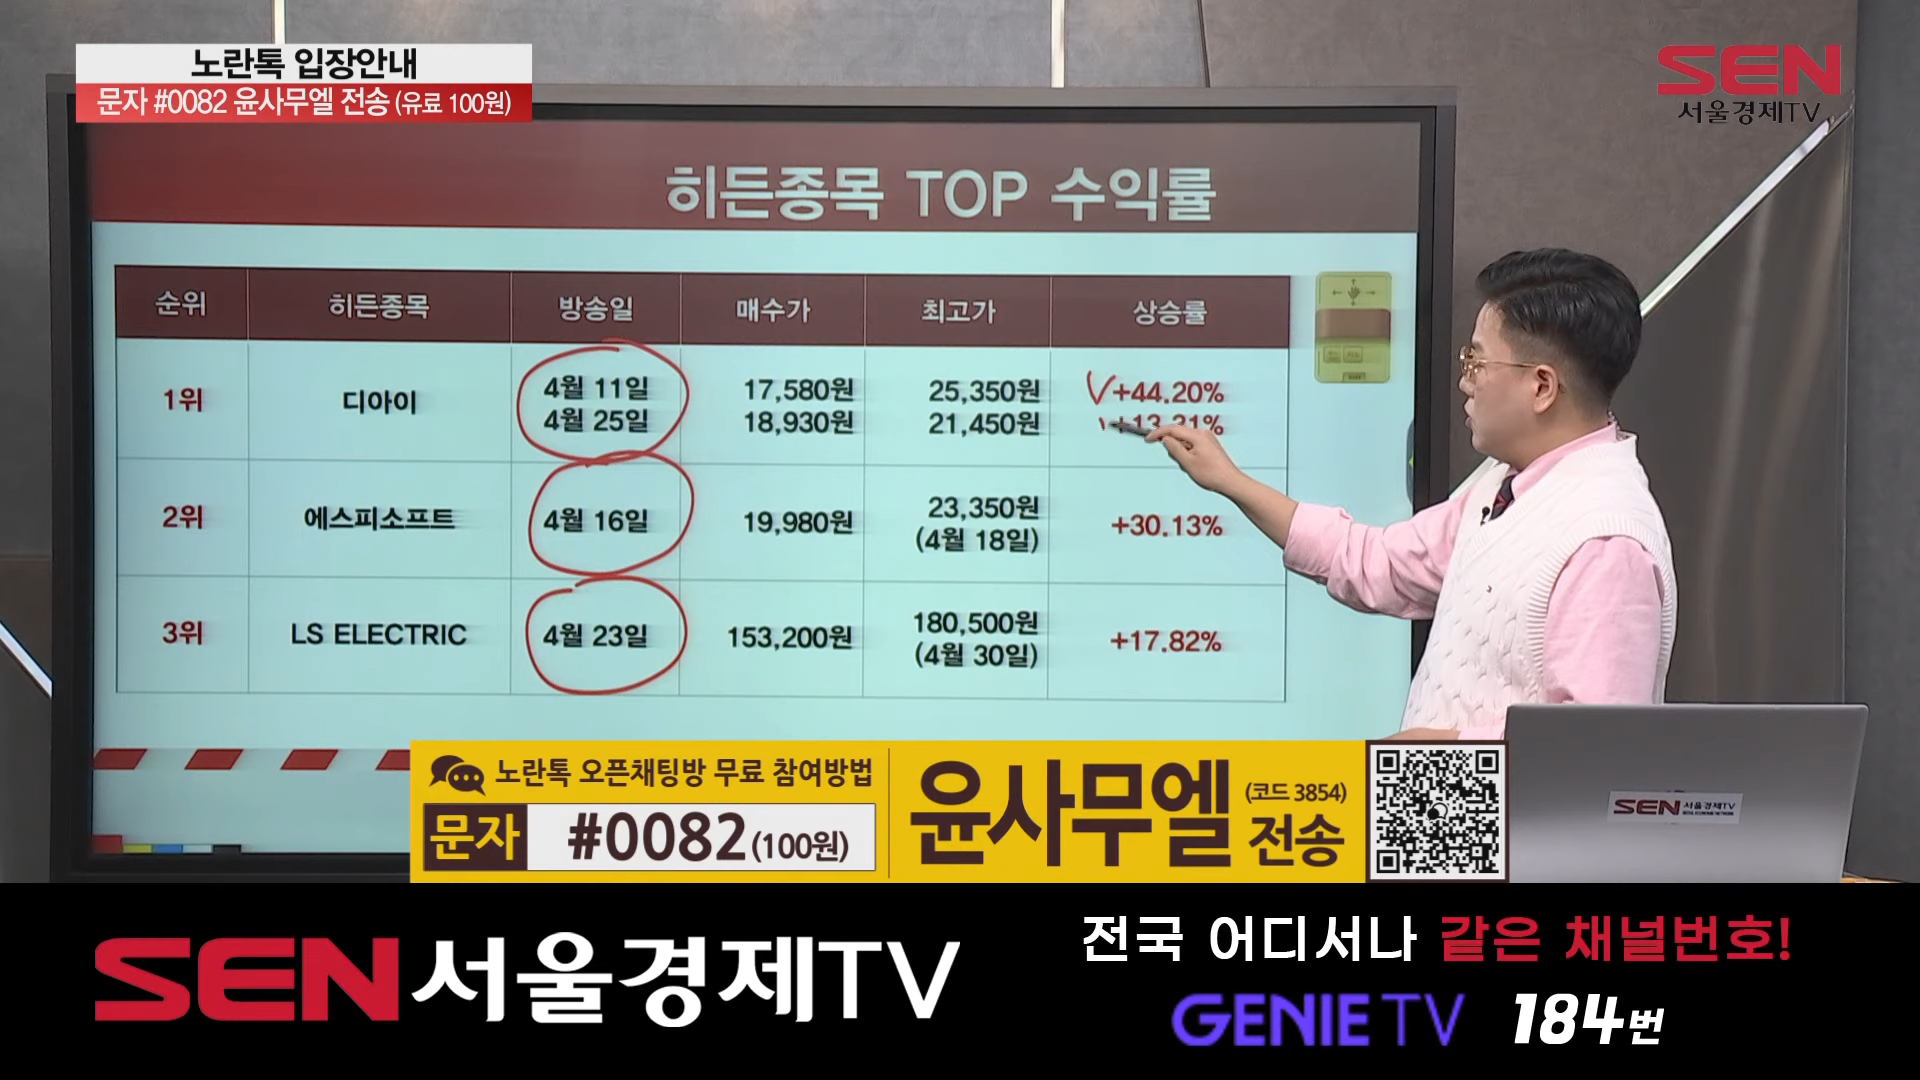 노란톡 입장안내
문자 #0082 윤사무엘 전송 (유료 100원)
SEN
서울경제TV
히든종목 TOP 수익률
순위 히든종목 방송일 매수가 최고가 상승률
1위 디아이 4월 11일 17,580원 25,350원 +44.20%
4월 25일 18,930원 21,450원 +13.31%
2위 에스피소프트 4월 16일 19,980원 23,350원 +30.13%
(4월 18일)
3위 LS ELECTRIC 4월 23일 153,200원 180,500원 +17.82%
(4월 30일)
노란톡 오픈채팅방 무료 참여방법
문자 #0082 (100원)
윤사무엘 (코드 3854) 전송
SEN 서울경제TV
SEN 서울경제TV
전국 어디서나 같은 채널번호!
GENIE TV 184번